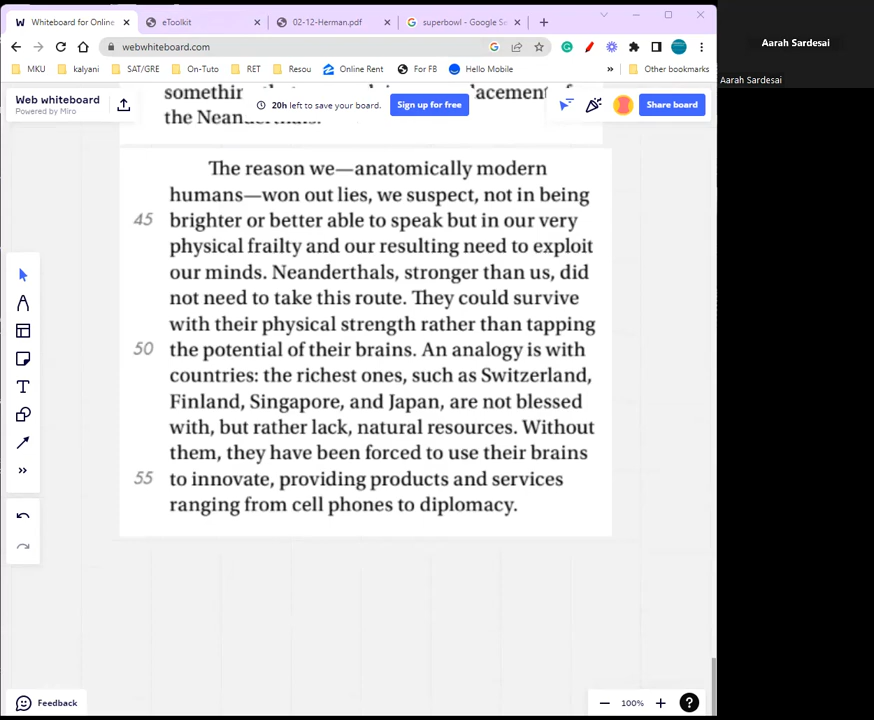 Whiteboard for Online
eToolkit
02-12-Herman.pdf
superbowl - Google Se
webwhiteboard.com
MKU
kalyani
SAT/GRE
On-Tuto
RET
Resou
Online Rent
For FB
Hello Mobile
Other bookmarks
Aarah Sardesai
Aarah Sardesai
Web whiteboard
Powered by Miro
20h left to save your board.
Sign up for free
Share board
the Neanderthals.
The reason we—anatomically modern
humans—won out lies, we suspect, not in being
45 brighter or better able to speak but in our very
physical frailty and our resulting need to exploit
our minds. Neanderthals, stronger than us, did
not need to take this route. They could survive
with their physical strength rather than tapping
50 the potential of their brains. An analogy is with
countries: the richest ones, such as Switzerland,
Finland, Singapore, and Japan, are not blessed
with, but rather lack, natural resources. Without
them, they have been forced to use their brains
55 to innovate, providing products and services
ranging from cell phones to diplomacy.
Feedback
100%